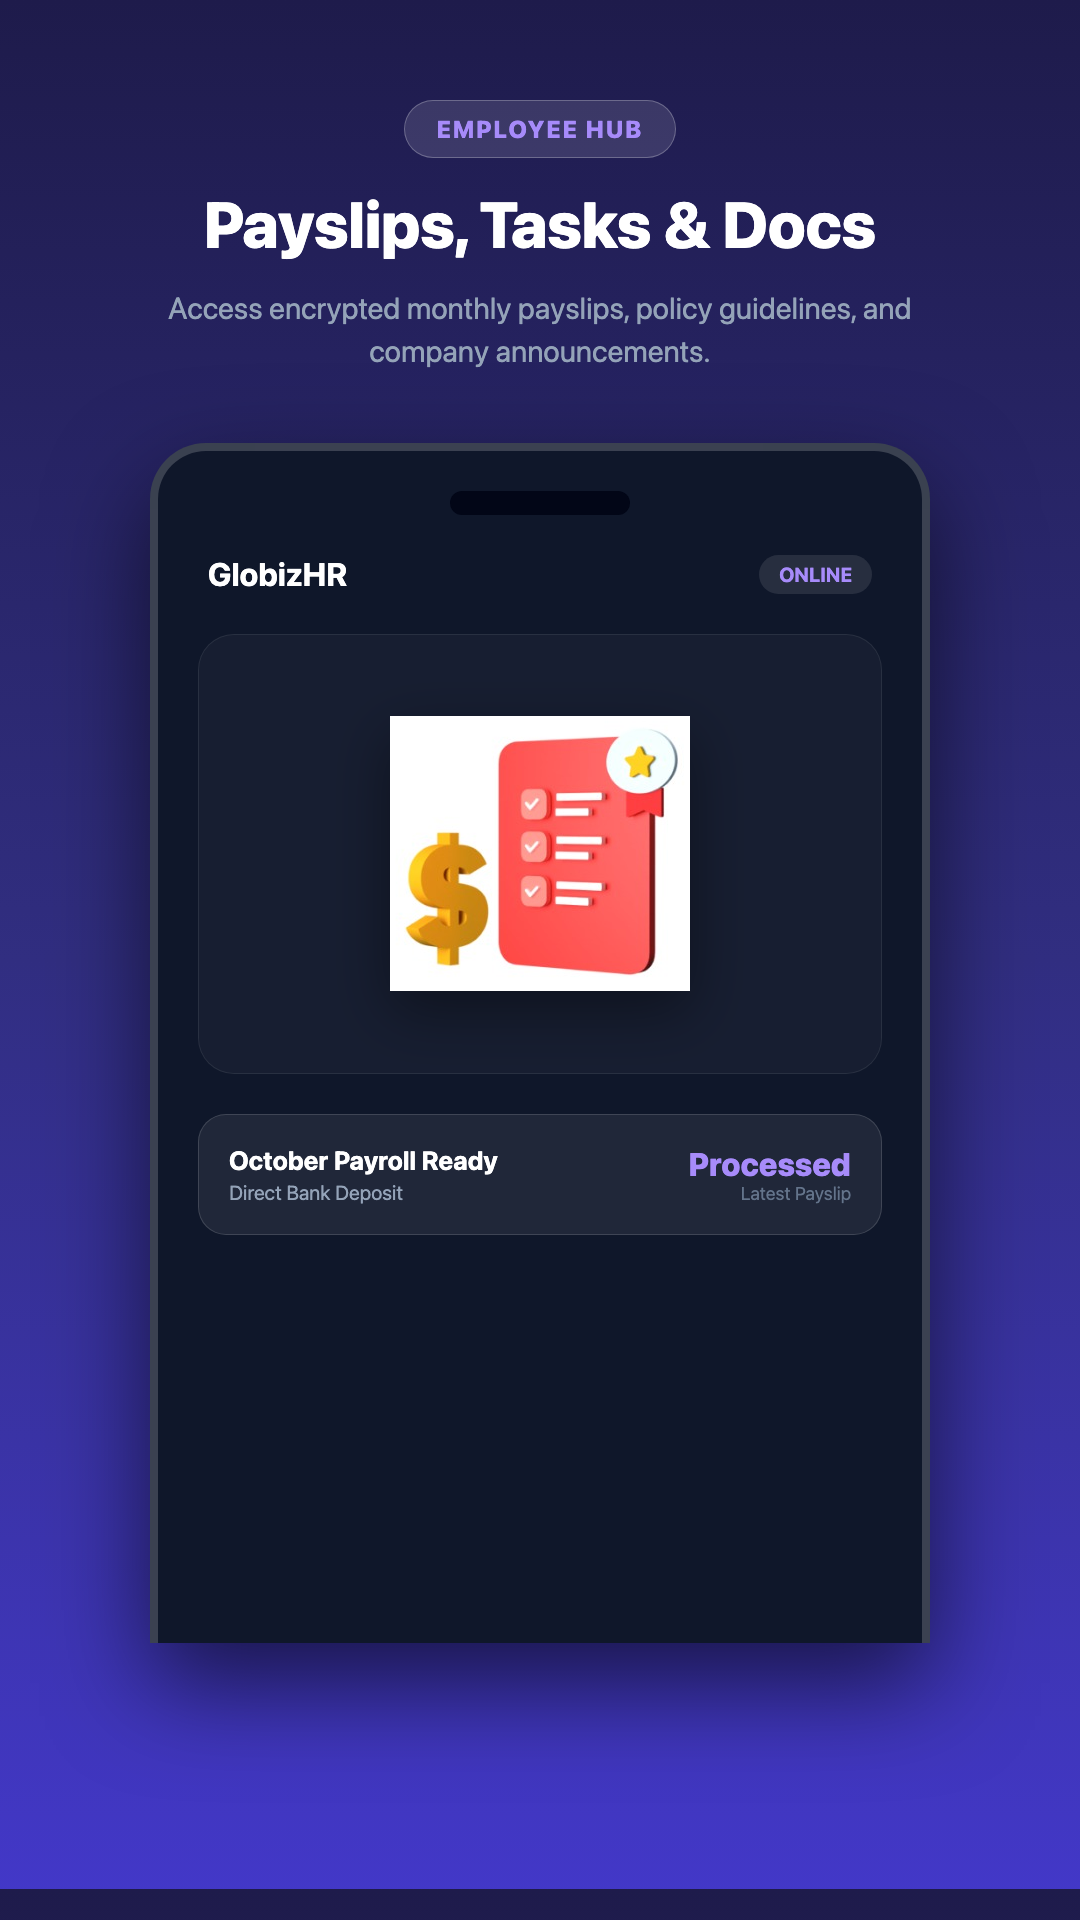 EMPLOYEE HUB
Payslips, Tasks & Docs
Access encrypted monthly payslips, policy guidelines, and
company announcements.
GlobizHR
ONLINE
October Payroll Ready
Processed
Direct Bank Deposit
Latest Payslip